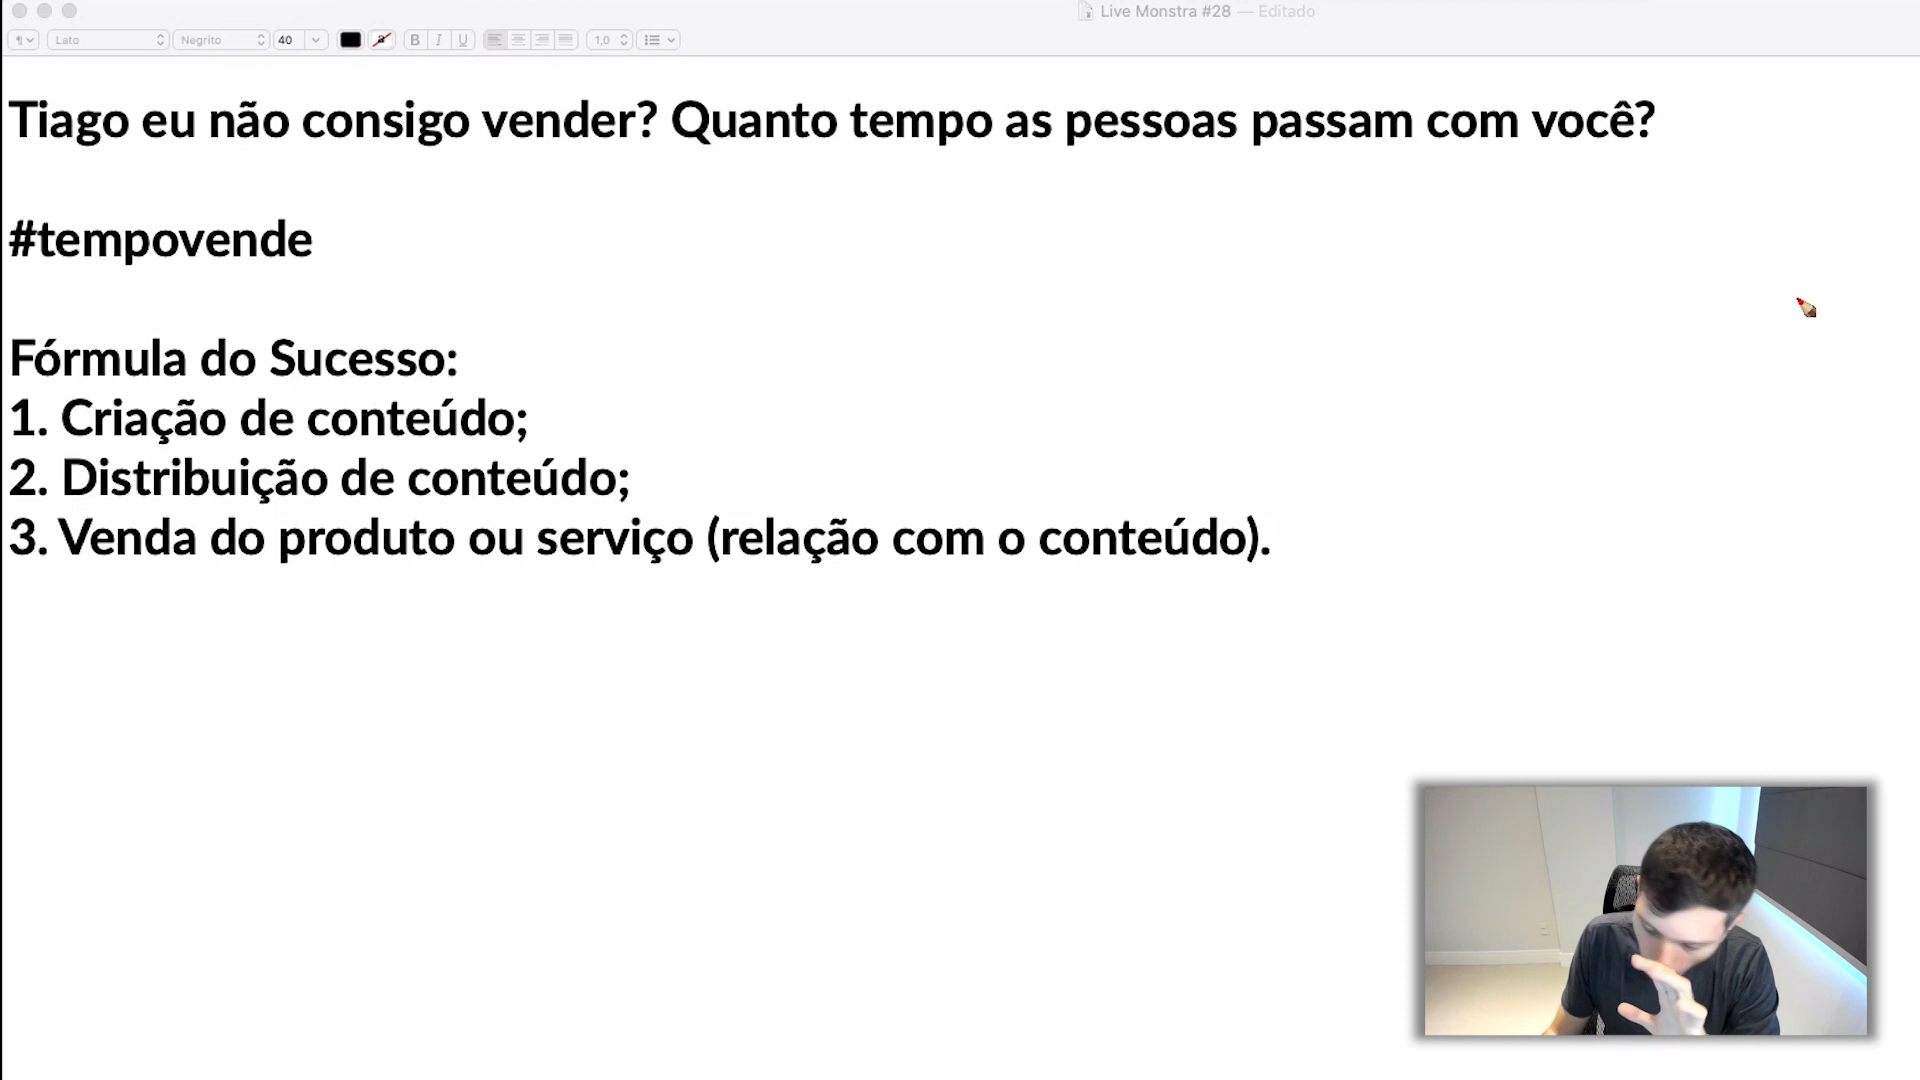 Live Monstra #28 — Editado
Lato Negrito 40 a B I U 1,0
Tiago eu não consigo vender? Quanto tempo as pessoas passam com você?
#tempovende
Fórmula do Sucesso:
1. Criação de conteúdo;
2. Distribuição de conteúdo;
3. Venda do produto ou serviço (relação com o conteúdo).